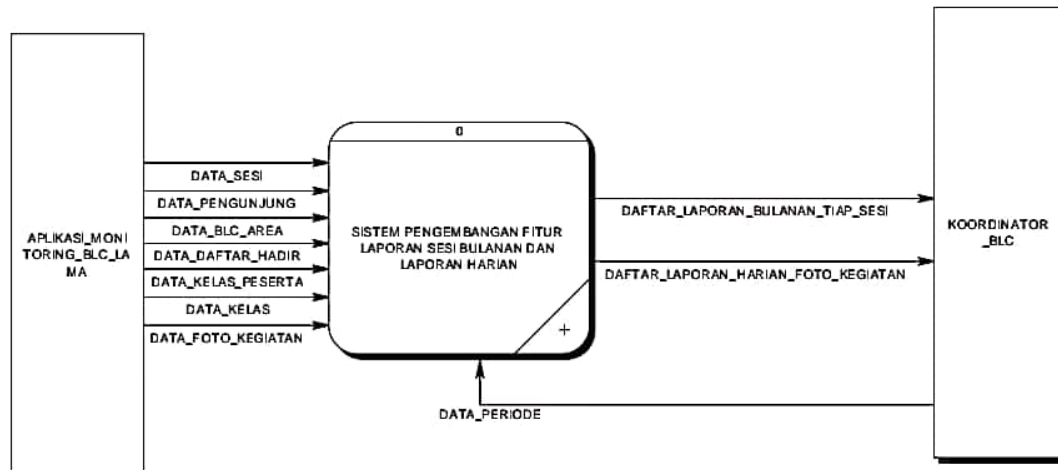 0
APLIKASI_MONI
TORING_BLC_LA
MA
DATA_SESI
DATA_PENGUNJUNG
DATA_BLC_AREA
DATA_DAFTAR_HADIR
DATA_KELAS_PESERTA
DATA_KELAS
DATA_FOTO_KEGIATAN
SISTEM PENGEMBANGAN FITUR
LAPORAN SESI BULANAN DAN
LAPORAN HARIAN
+
DAFTAR_LAPORAN_BULANAN_TIAP_SESI
DAFTAR_LAPORAN_HARIAN_FOTO_KEGIATAN
KOORDINATOR
_BLC
DATA_PERIODE